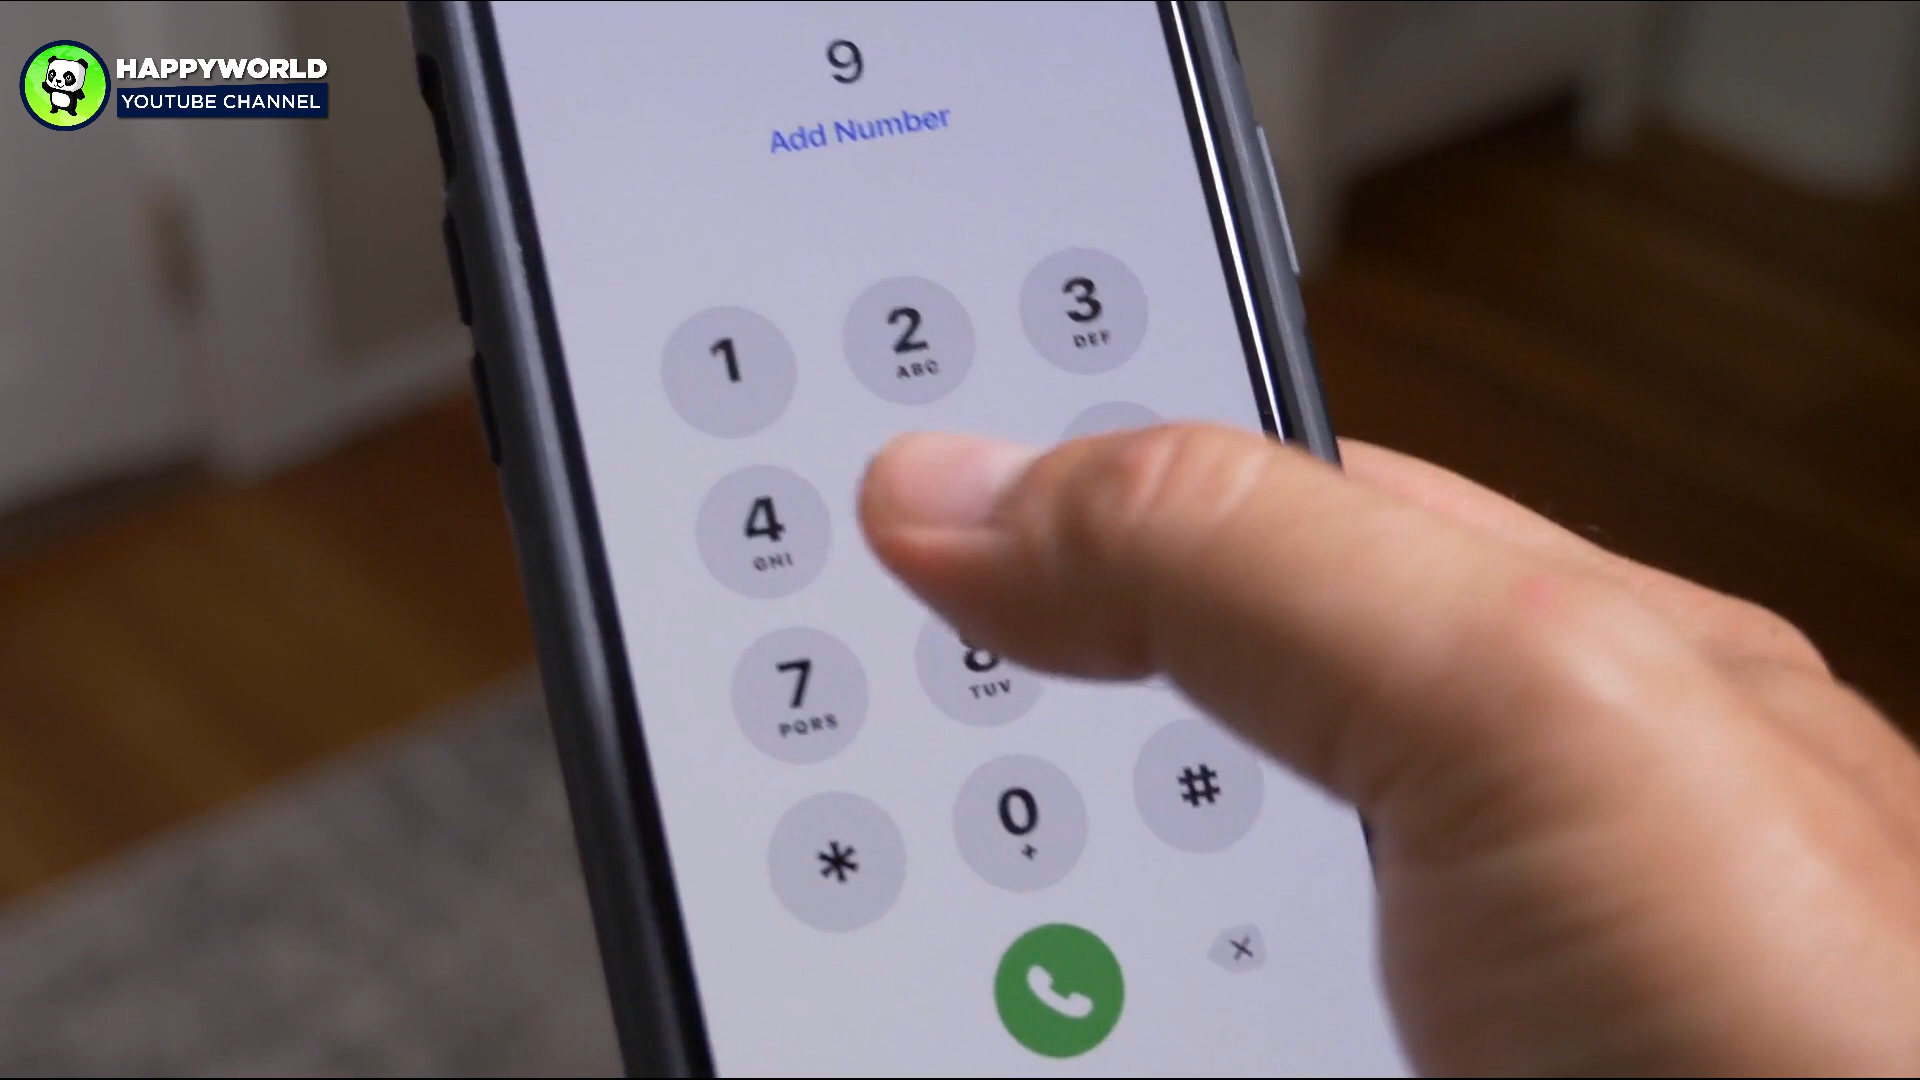 HAPPYWORLD
YOUTUBE CHANNEL
9
Add Number
1 2 3
ABC DEF
4
GHI
7 8
PQRS TUV
* 0 #
+